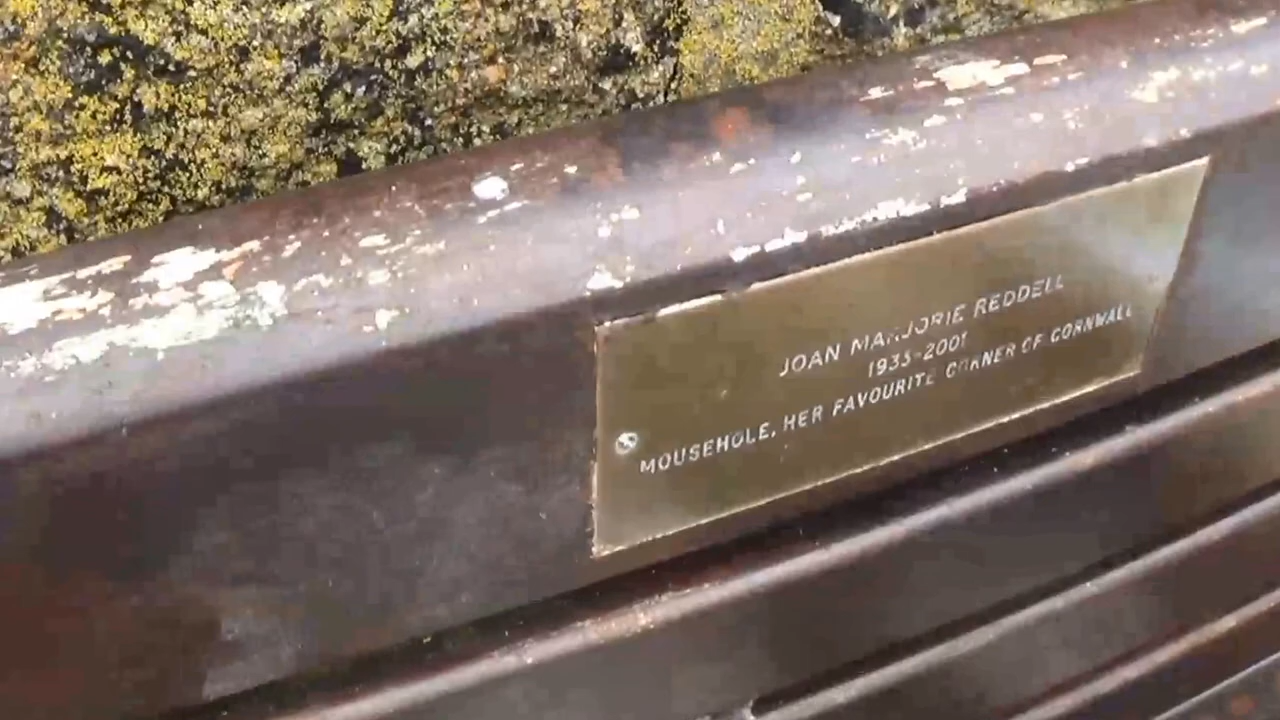 JOAN MARJORIE REDDELL
1933-2001
MOUSEHOLE, HER FAVOURITE CORNER OF CORNWALL